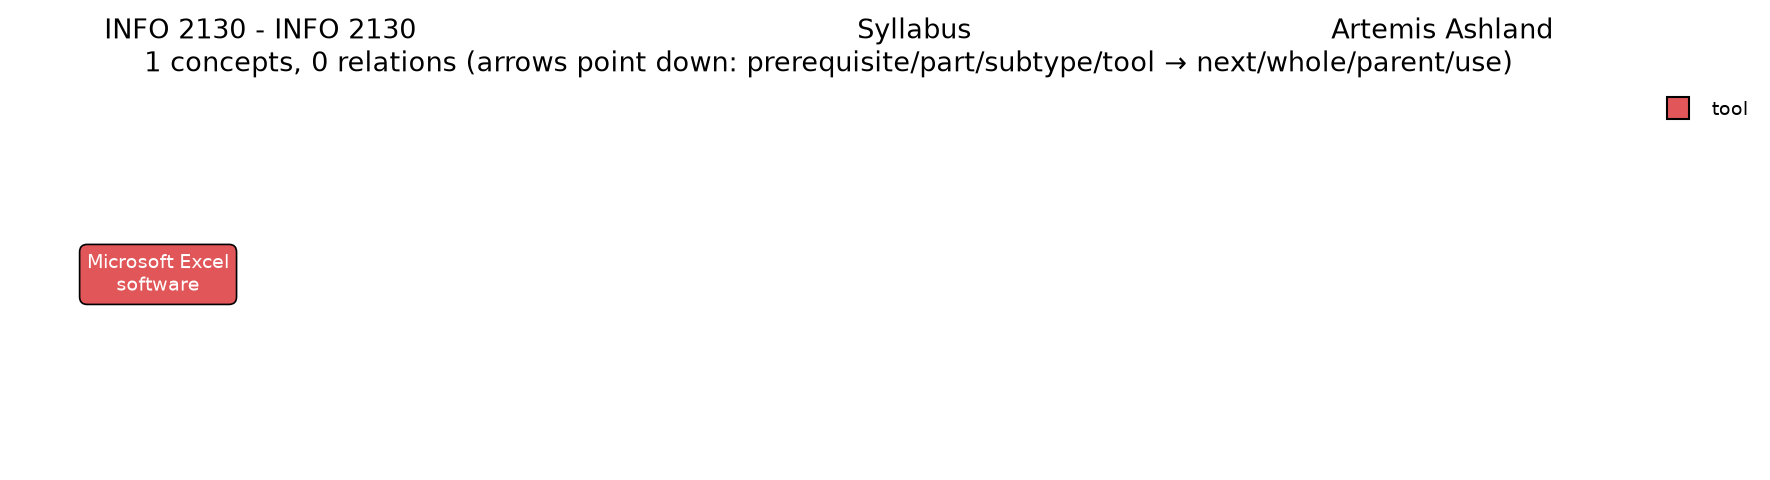 INFO 2130 - INFO 2130 Syllabus Artemis Ashland
1 concepts, 0 relations (arrows point down: prerequisite/part/subtype/tool → next/whole/parent/use)
tool
Microsoft Excel
software